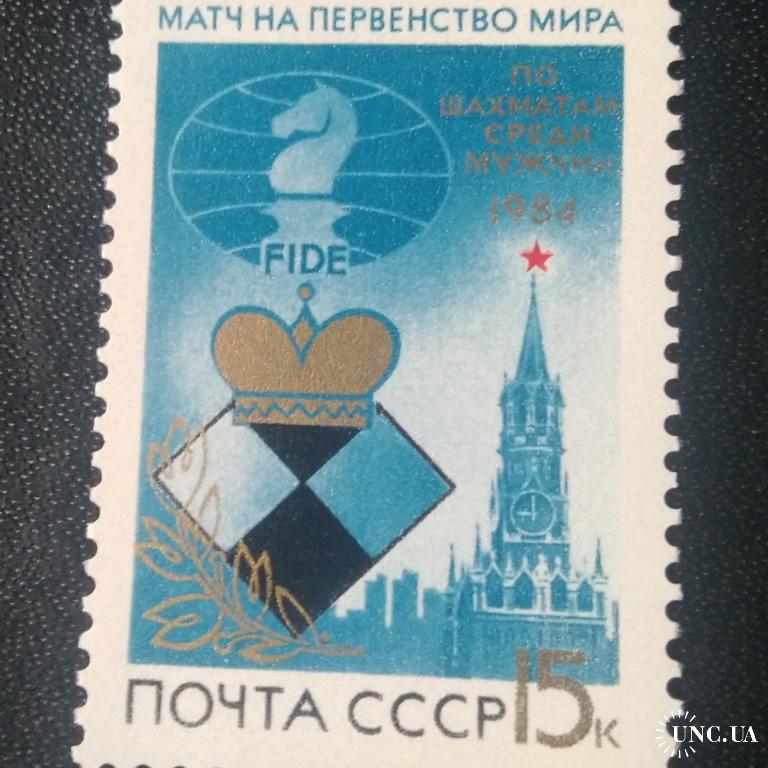 МАТЧ НА ПЕРВЕНСТВО МИРА
ПО
ШАХМАТАМ
СРЕДИ
МУЖЧИН
1984
FIDE
ПОЧТА СССР 15к
UNC.UA